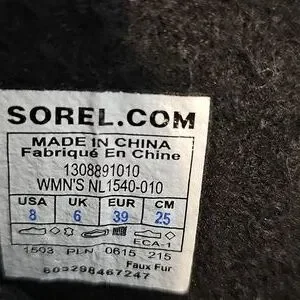 SOREL.COM
MADE IN CHINA
Fabriqué En Chine
1308891010
WMN'S NL1540-010
USA UK EUR CM
8 6 39 25
ECA-1
1503 PLN 0615 215
Faux Fur
603298467247